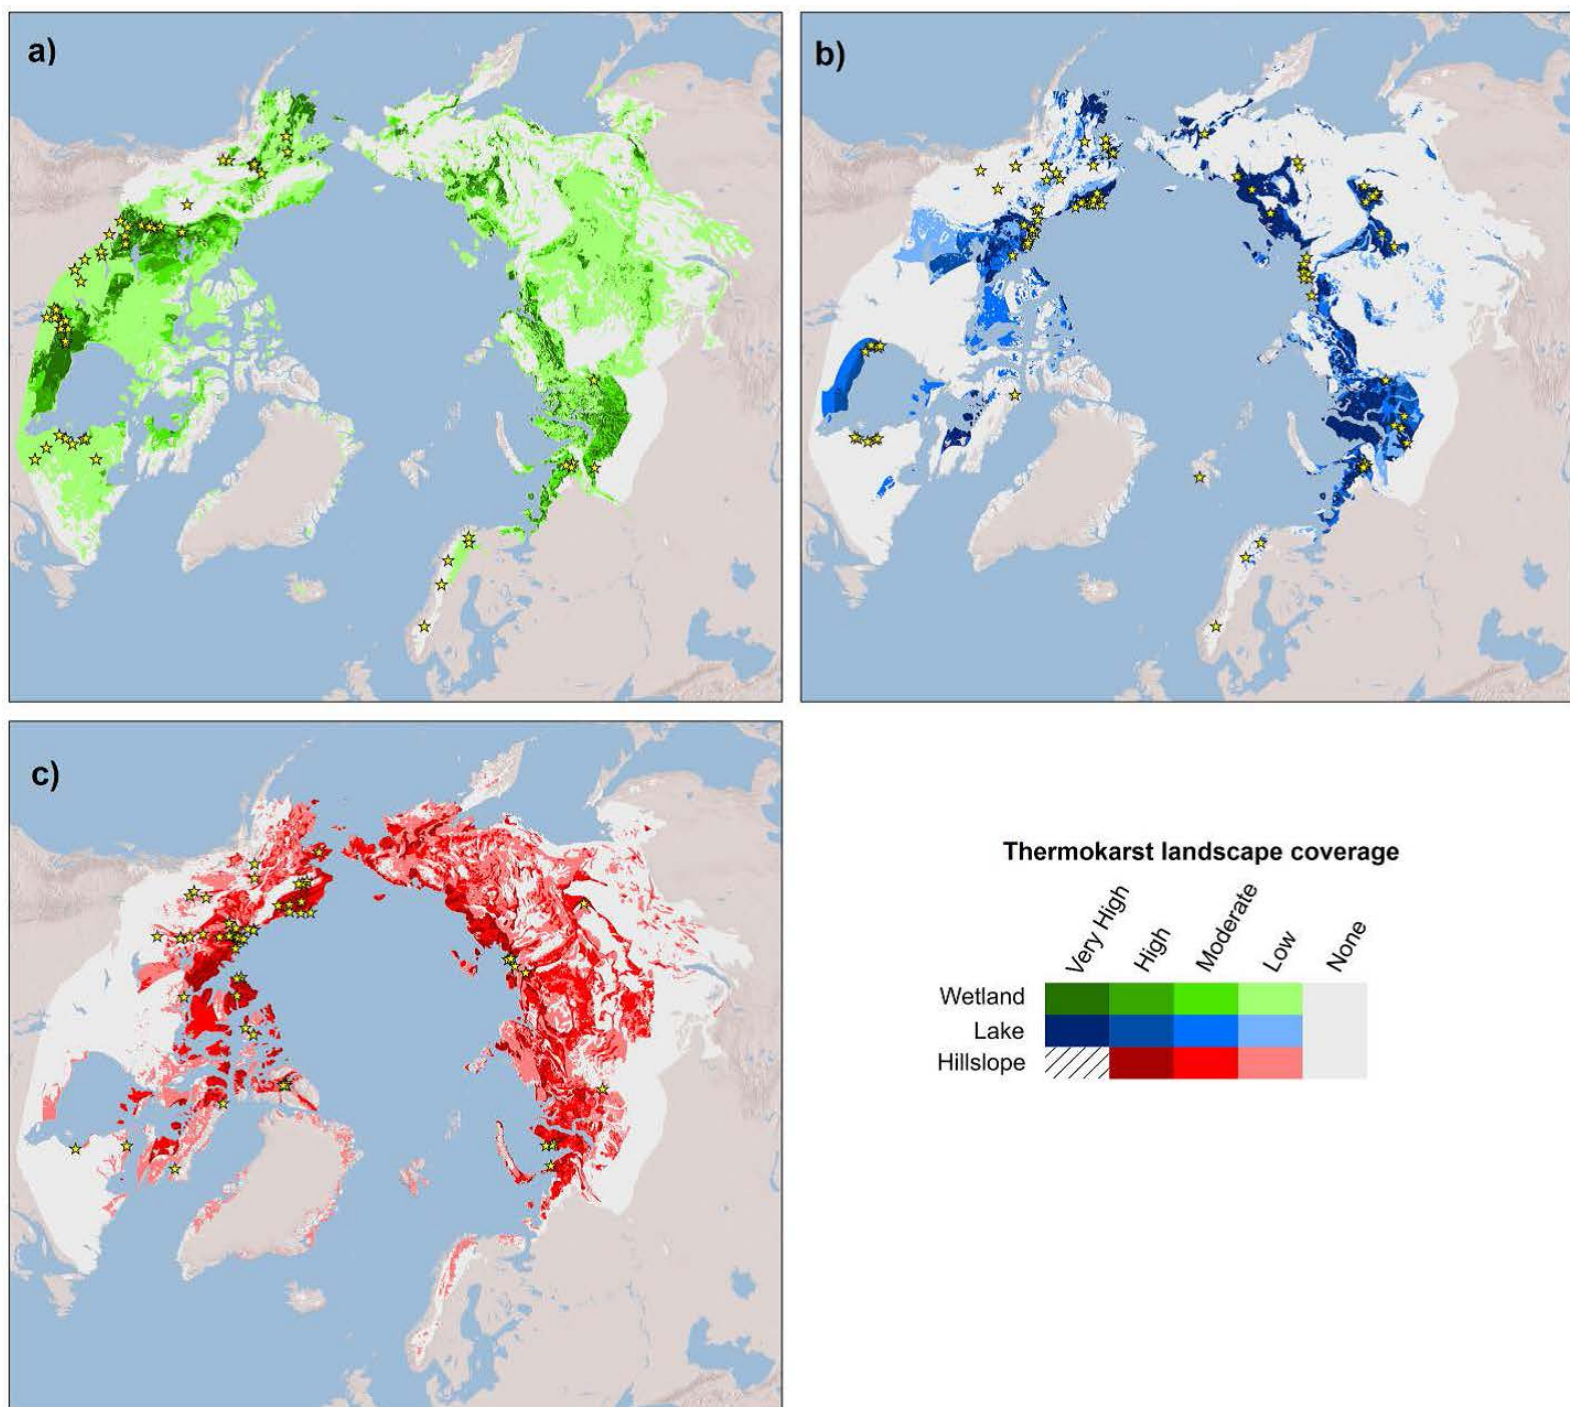 a)
b)
c)
Thermokarst landscape coverage
Very High
High
Moderate
Low
None
Wetland
Lake
Hillslope